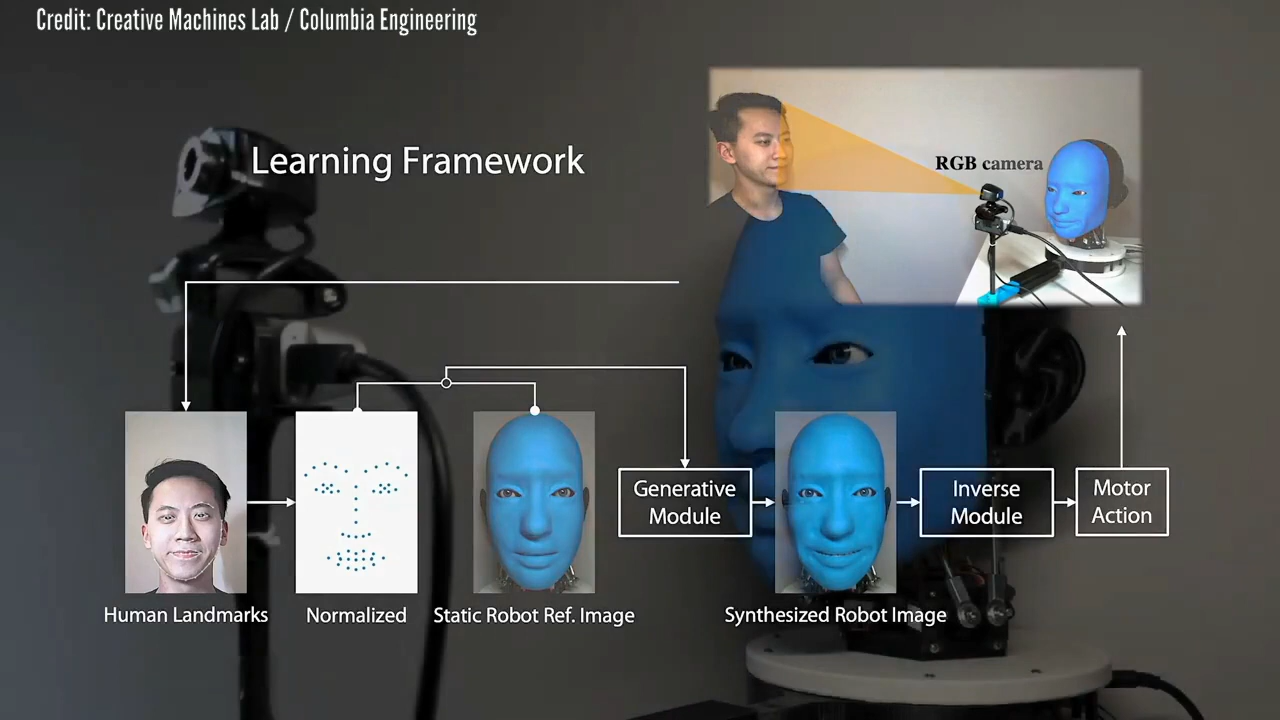 Credit: Creative Machines Lab / Columbia Engineering
Learning Framework
RGB camera
Generative
Module
Inverse
Module
Motor
Action
Human Landmarks
Normalized
Static Robot Ref. Image
Synthesized Robot Image